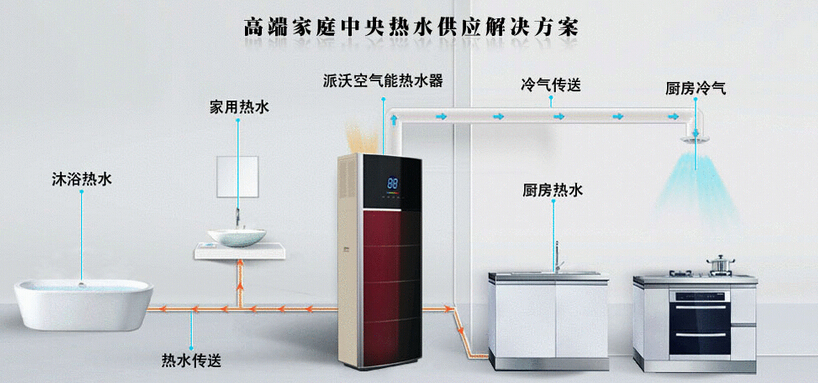 高端家庭中央热水供应解决方案
派沃空气能热水器
冷气传送
厨房冷气
家用热水
沐浴热水
厨房热水
热水传送
88